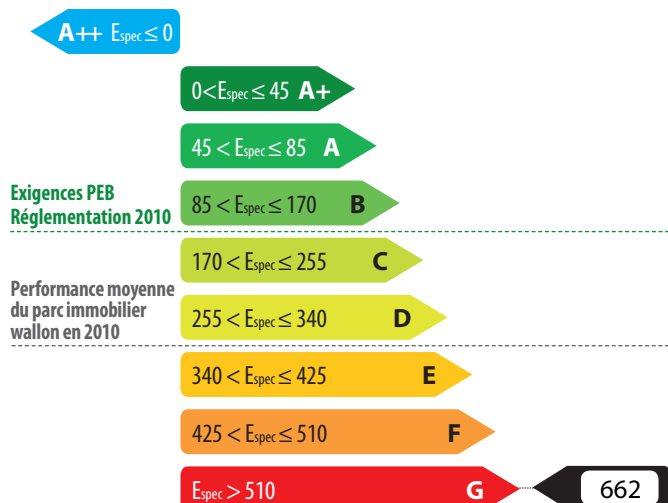 A++ Espec ≤ 0
0 < Espec ≤ 45 A+
45 < Espec ≤ 85 A
Exigences PEB
Réglementation 2010
85 < Espec ≤ 170 B
170 < Espec ≤ 255 C
Performance moyenne
du parc immobilier
wallon en 2010
255 < Espec ≤ 340 D
340 < Espec ≤ 425 E
425 < Espec ≤ 510 F
Espec > 510 G 662